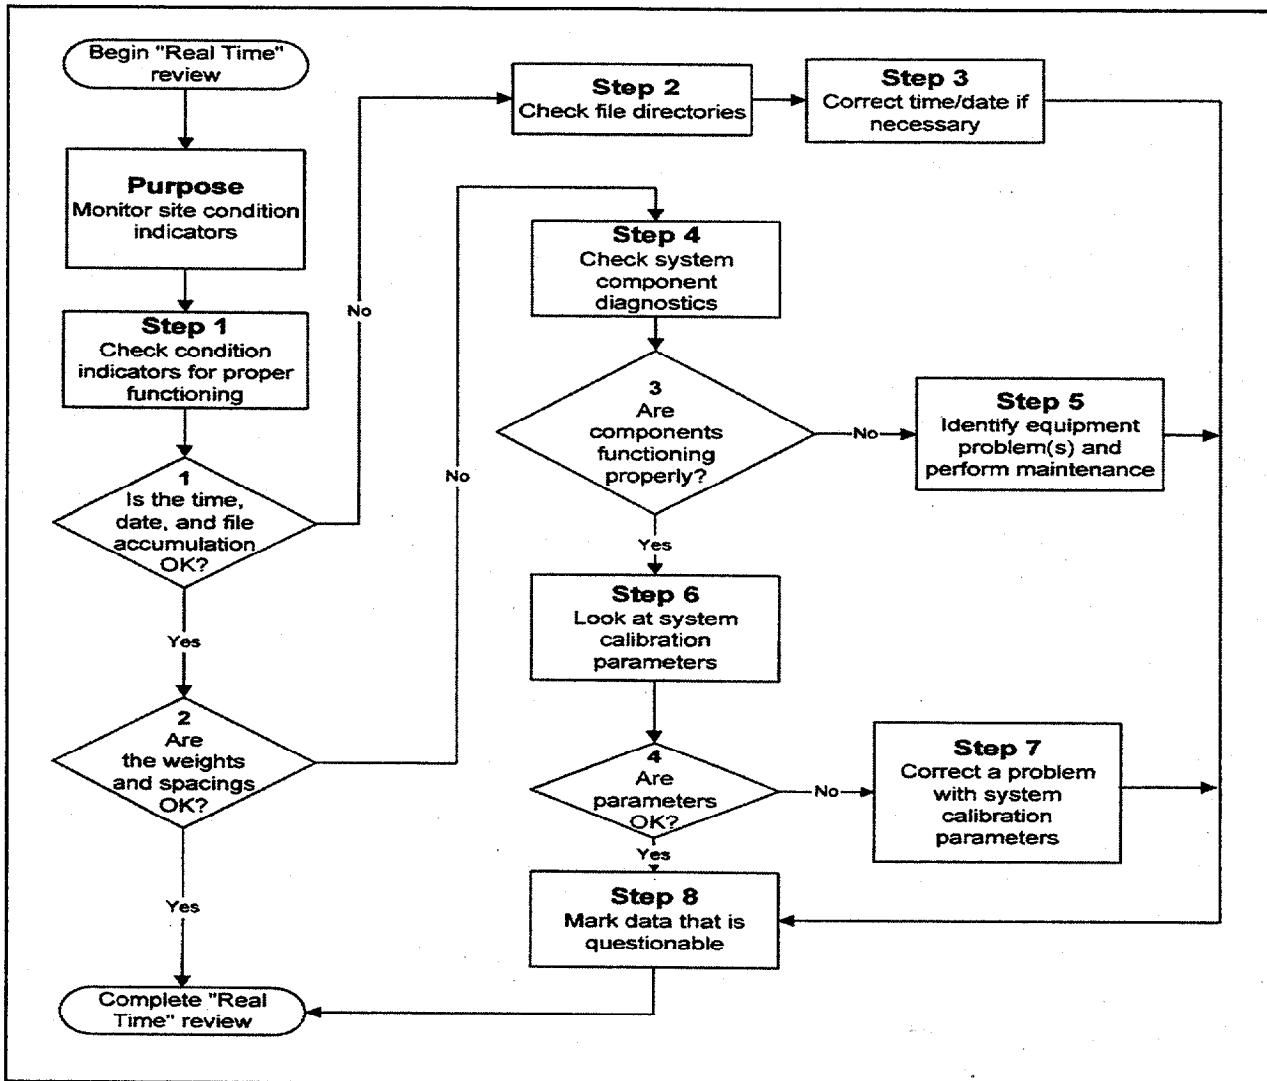 Begin "Real Time"
review
Purpose
Monitor site condition
indicators
Step 1
Check condition
indicators for proper
functioning
1
Is the time,
date, and file
accumulation
OK?
Yes
No
2
Are
the weights
and spacings
OK?
Yes
No
Complete "Real
Time" review
Step 2
Check file directories
Step 3
Correct time/date if
necessary
Step 4
Check system
component
diagnostics
3
Are
components
functioning
properly?
No
Step 5
Identify equipment
problem(s) and
perform maintenance
Yes
Step 6
Look at system
calibration
parameters
4
Are
parameters
OK?
No
Step 7
Correct a problem
with system
calibration
parameters
Yes
Step 8
Mark data that is
questionable